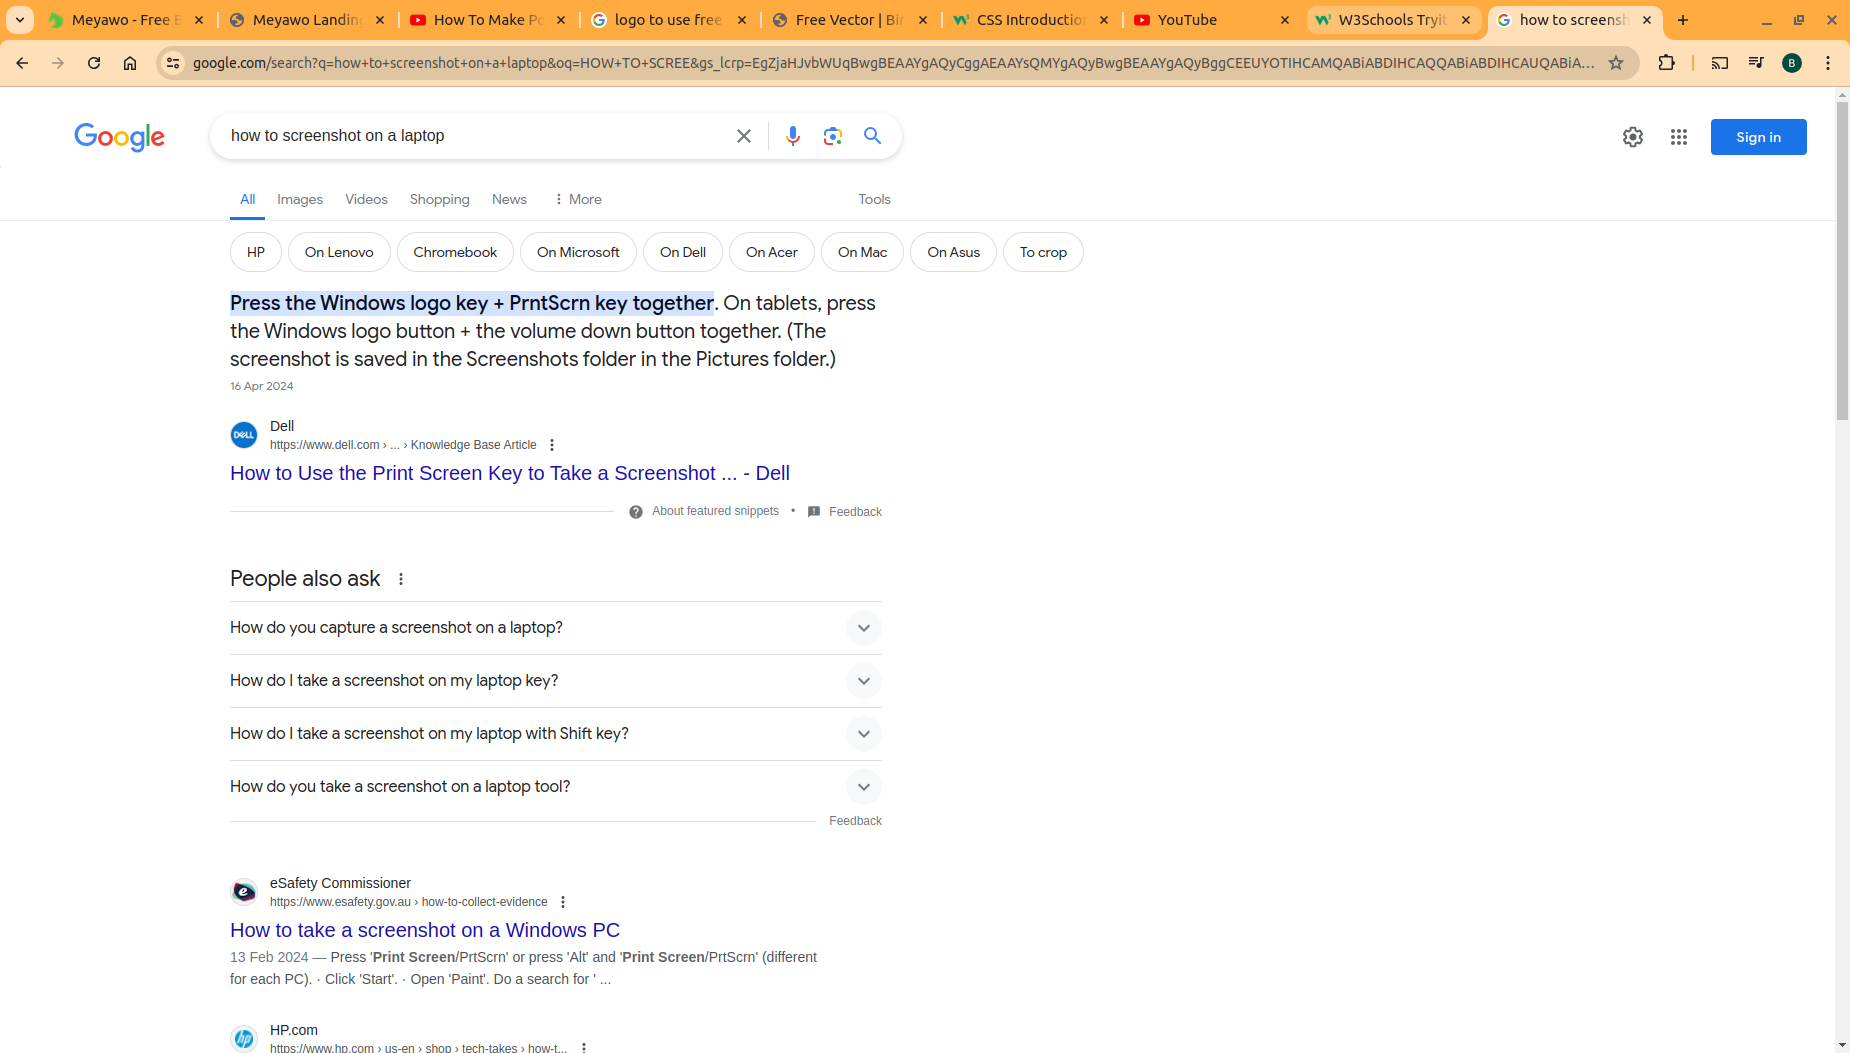 Meyawo - Free
Meyawo Landin
How To Make Po
logo to use free
Free Vector | Bir
CSS Introductio
YouTube
W3Schools Tryit
how to screensh
google.com/search?q=how+to+screenshot+on+a+laptop&oq=HOW+TO+SCREE&gs_lcrp=EgZjaHJvbWUqBwgBEAAYgAQyCggAEAAYsQMYgAQyBwgBEAAYgAQyBggCEEUYOTIHCAMQABiABDIHCAQQABiABDIHCAUQABiA...
B
Google
how to screenshot on a laptop
Sign in
All
Images
Videos
Shopping
News
More
Tools
HP
On Lenovo
Chromebook
On Microsoft
On Dell
On Acer
On Mac
On Asus
To crop
Press the Windows logo key + PrntScrn key together. On tablets, press
the Windows logo button + the volume down button together. (The
screenshot is saved in the Screenshots folder in the Pictures folder.)
16 Apr 2024
DELL
Dell
https://www.dell.com › ... › Knowledge Base Article
How to Use the Print Screen Key to Take a Screenshot ... - Dell
About featured snippets • Feedback
People also ask
How do you capture a screenshot on a laptop?
How do I take a screenshot on my laptop key?
How do I take a screenshot on my laptop with Shift key?
How do you take a screenshot on a laptop tool?
Feedback
e
eSafety Commissioner
https://www.esafety.gov.au › how-to-collect-evidence
How to take a screenshot on a Windows PC
13 Feb 2024 — Press 'Print Screen/PrtScrn' or press 'Alt' and 'Print Screen/PrtScrn' (different
for each PC). · Click 'Start'. · Open 'Paint'. Do a search for ' ...
hp
HP.com
https://www.hp.com › us-en › shop › tech-takes › how-t...